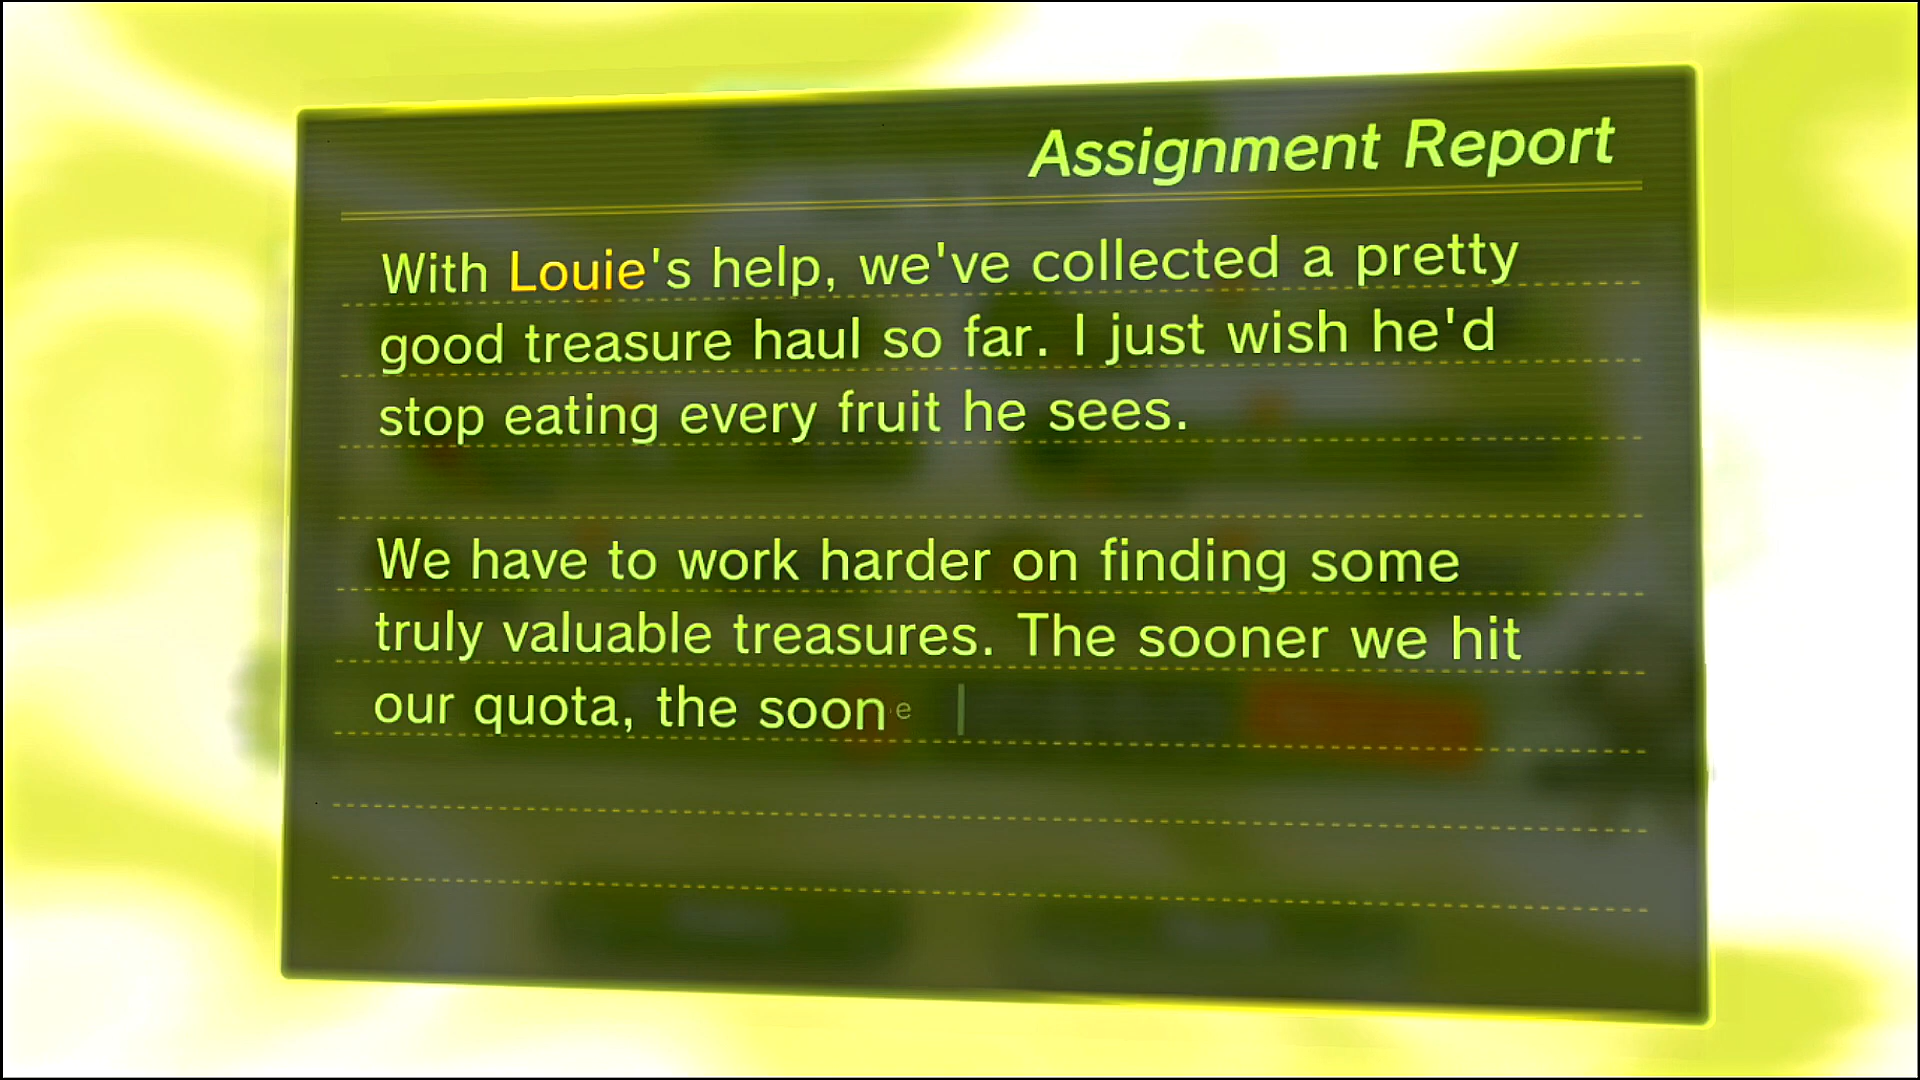 Assignment Report
With Louie's help, we've collected a pretty
good treasure haul so far. I just wish he'd
stop eating every fruit he sees.
We have to work harder on finding some
truly valuable treasures. The sooner we hit
our quota, the soone